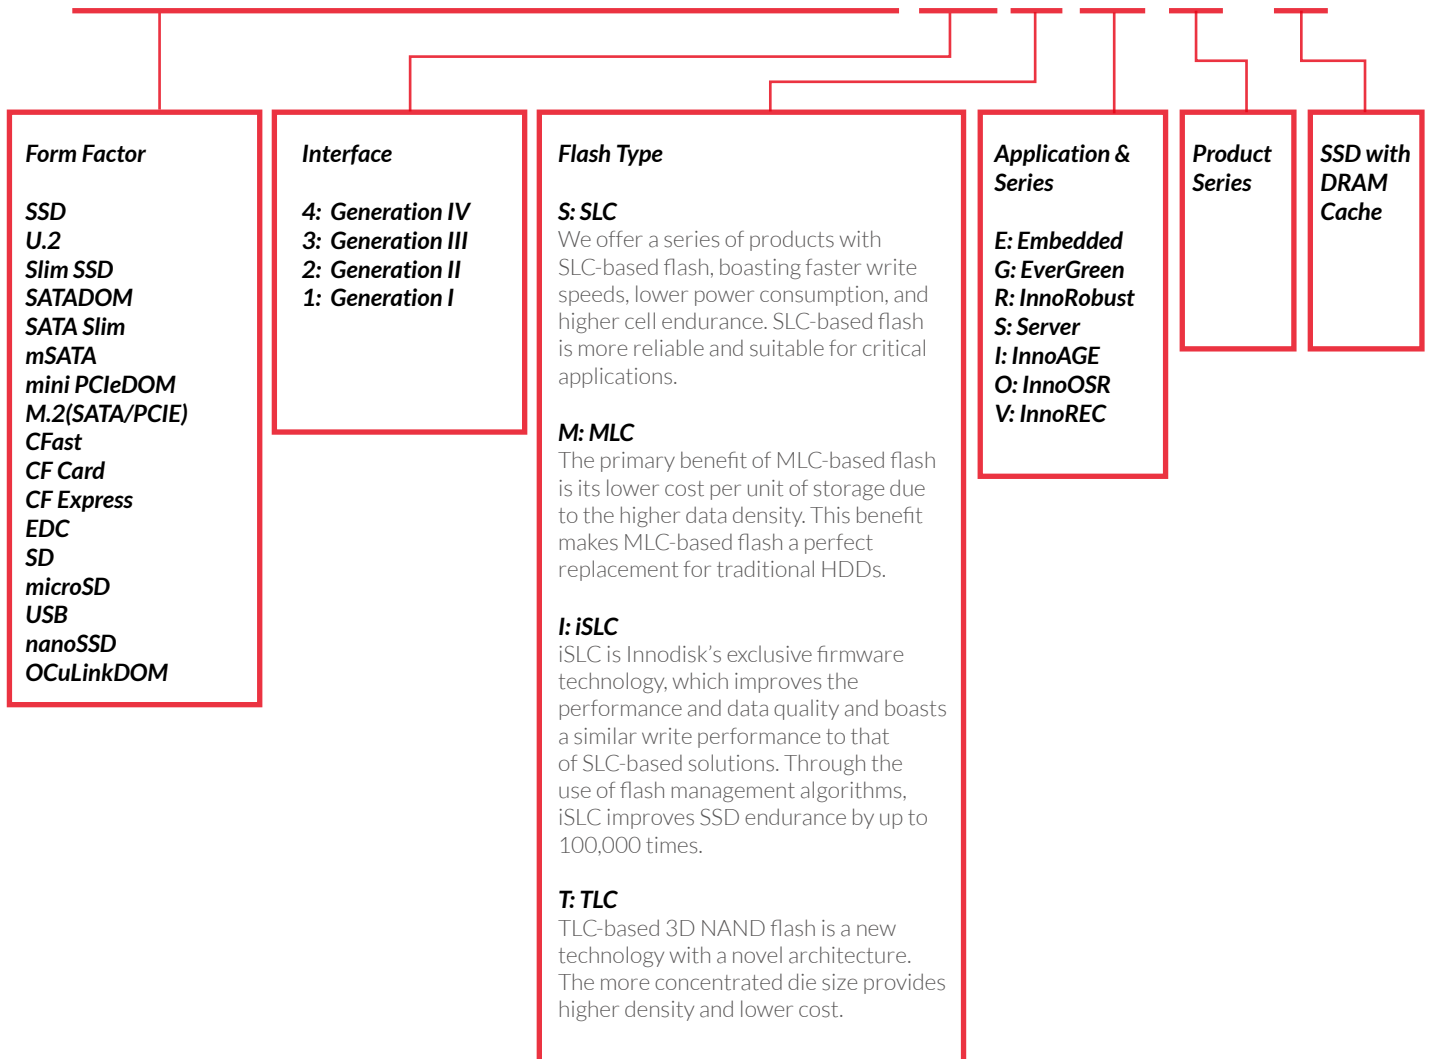 Form Factor
SSD
U.2
Slim SSD
SATADOM
SATA Slim
mSATA
mini PCIeDOM
M.2(SATA/PCIE)
CFast
CF Card
CF Express
EDC
SD
microSD
USB
nanoSSD
OCuLinkDOM
Interface
4: Generation IV
3: Generation III
2: Generation II
1: Generation I
Flash Type
S: SLC
We offer a series of products with
SLC-based flash, boasting faster write
speeds, lower power consumption, and
higher cell endurance. SLC-based flash
is more reliable and suitable for critical
applications.
M: MLC
The primary benefit of MLC-based flash
is its lower cost per unit of storage due
to the higher data density. This benefit
makes MLC-based flash a perfect
replacement for traditional HDDs.
I: iSLC
iSLC is Innodisk’s exclusive firmware
technology, which improves the
performance and data quality and boasts
a similar write performance to that
of SLC-based solutions. Through the
use of flash management algorithms,
iSLC improves SSD endurance by up to
100,000 times.
T: TLC
TLC-based 3D NAND flash is a new
technology with a novel architecture.
The more concentrated die size provides
higher density and lower cost.
Application &
Series
E: Embedded
G: EverGreen
R: InnoRobust
S: Server
I: InnoAGE
O: InnoOSR
V: InnoREC
Product
Series
SSD with
DRAM
Cache